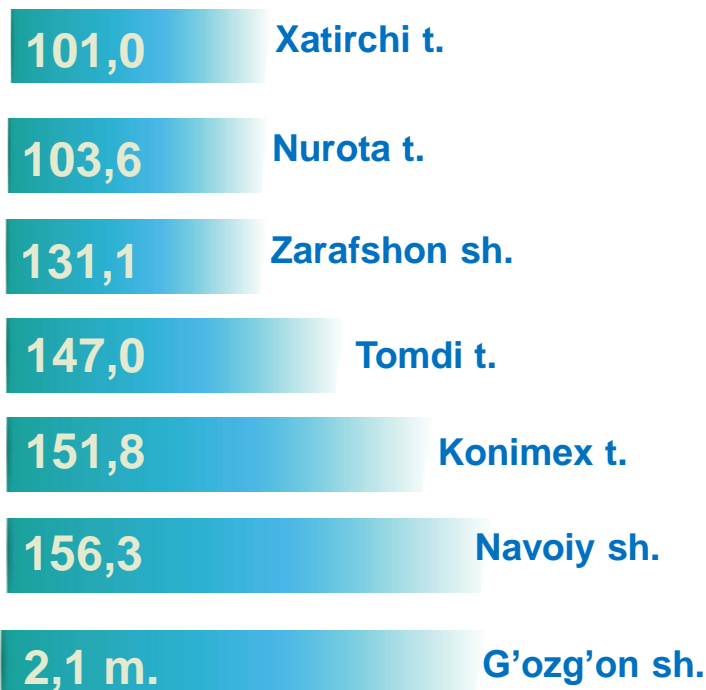 101,0 Xatirchi t.
103,6 Nurota t.
131,1 Zarafshon sh.
147,0 Tomdi t.
151,8 Konimex t.
156,3 Navoiy sh.
2,1 m. G’ozg’on sh.